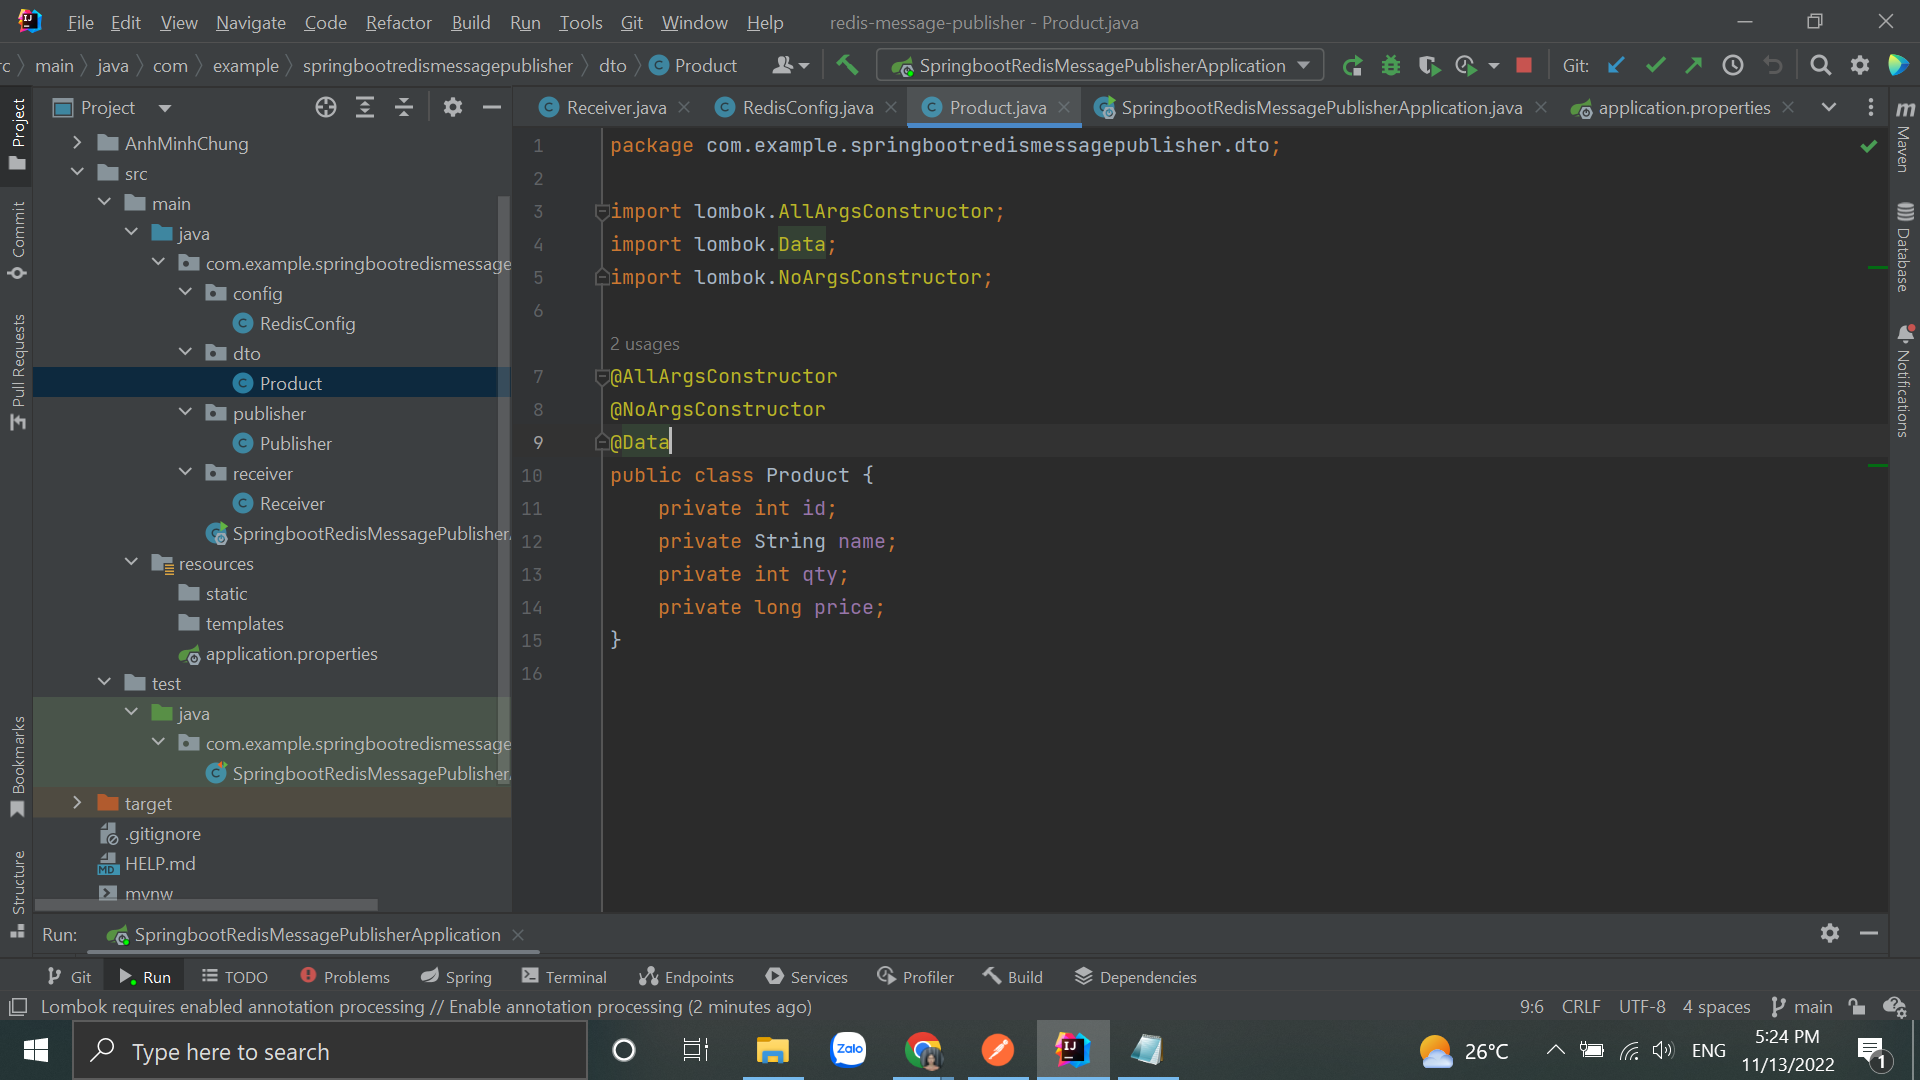 File Edit View Navigate Code Refactor Build Run Tools Git Window Help redis-message-publisher - Product.java
rc main java com example springbootredismessagepublisher dto Product SpringbootRedisMessagePublisherApplication Git:
Project
Receiver.java RedisConfig.java Product.java SpringbootRedisMessagePublisherApplication.java application.properties
Project
Commit
Pull Requests
Bookmarks
Structure
AnhMinhChung
src
main
java
com.example.springbootredismessage
config
RedisConfig
dto
Product
publisher
Publisher
receiver
Receiver
SpringbootRedisMessagePublisher
resources
static
templates
application.properties
test
java
com.example.springbootredismessage
SpringbootRedisMessagePublisher
target
.gitignore
HELP.md
mvnw
1 package com.example.springbootredismessagepublisher.dto;
2
3 import lombok.AllArgsConstructor;
4 import lombok.Data;
5 import lombok.NoArgsConstructor;
6
2 usages
7 @AllArgsConstructor
8 @NoArgsConstructor
9 @Data
10 public class Product {
11     private int id;
12     private String name;
13     private int qty;
14     private long price;
15 }
16
m
Maven
Database
Notifications
Run: SpringbootRedisMessagePublisherApplication
Git Run TODO Problems Spring Terminal Endpoints Services Profiler Build Dependencies
Lombok requires enabled annotation processing // Enable annotation processing (2 minutes ago) 9:6 CRLF UTF-8 4 spaces main
Type here to search Zalo IJ 26°C ENG 5:24 PM
11/13/2022 1